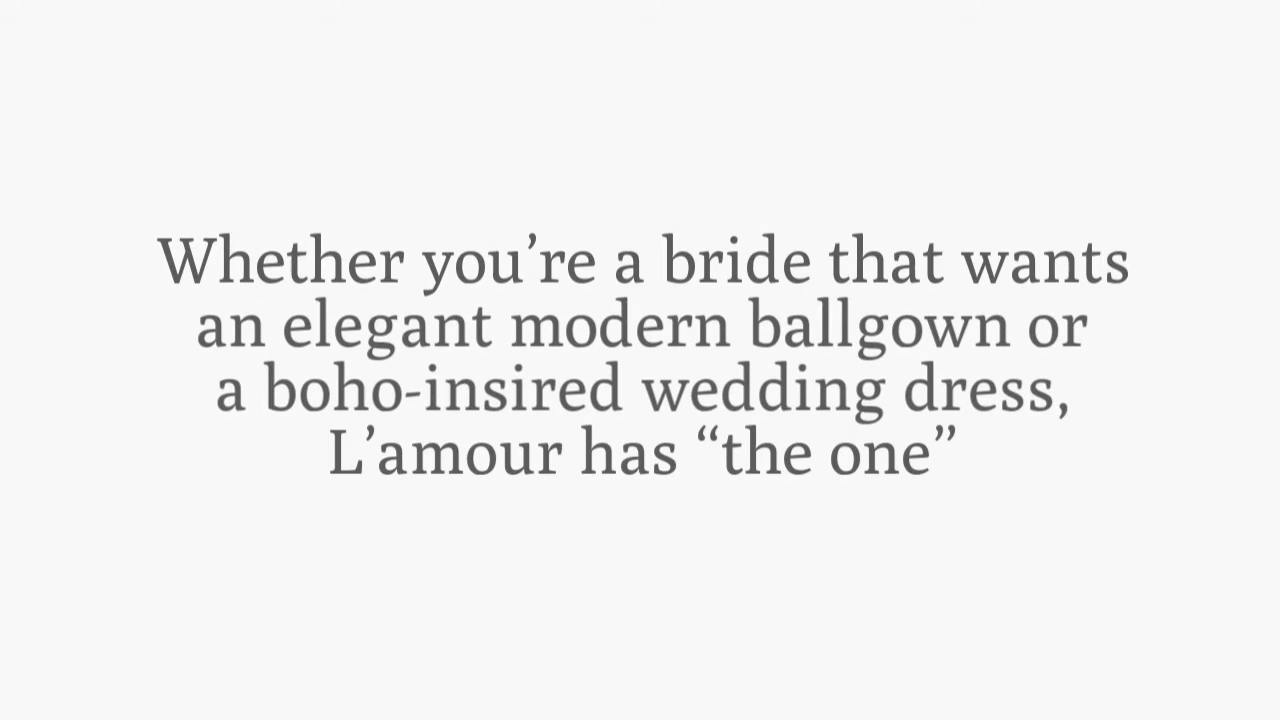 Whether you’re a bride that wants
an elegant modern ballgown or
a boho-insired wedding dress,
L’amour has “the one”